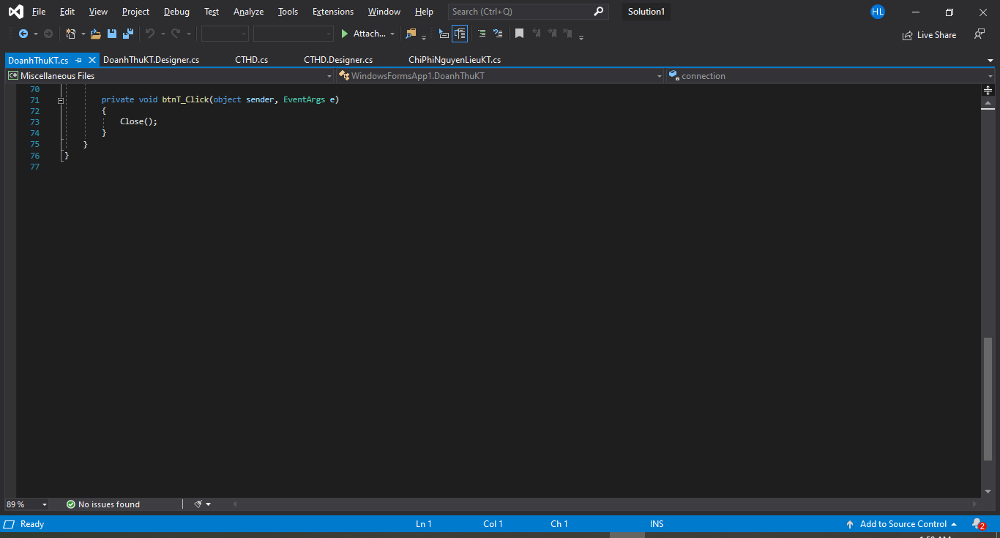 File Edit View Project Debug Test Analyze Tools Extensions Window Help Search (Ctrl+Q) Solution1 HL
Attach... Live Share
DoanhThuKT.cs DoanhThuKT.Designer.cs CTHD.cs CTHD.Designer.cs ChiPhiNguyenLieuKT.cs
C# Miscellaneous Files WindowsFormsApp1.DoanhThuKT connection
70
71 private void btnT_Click(object sender, EventArgs e)
72 {
73 Close();
74 }
75 }
76 }
77
89 % No issues found
Ready Ln 1 Col 1 Ch 1 INS Add to Source Control 2